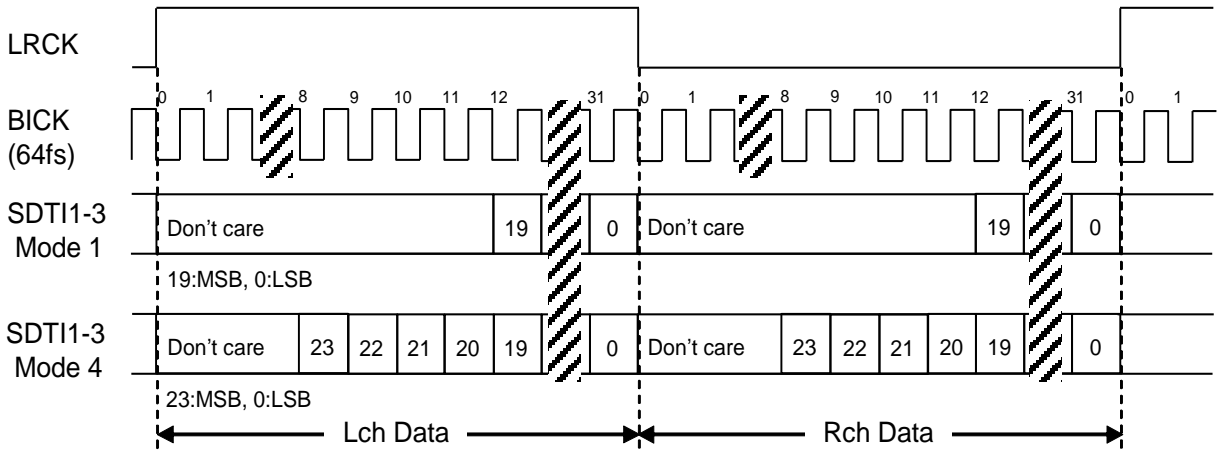 LRCK
0 1 8 9 10 11 12 31 0 1 8 9 10 11 12 31 0 1
BICK
(64fs)
SDTI1-3
Mode 1
Don't care 19 0 Don't care 19 0
19:MSB, 0:LSB
SDTI1-3
Mode 4
Don't care 23 22 21 20 19 0 Don't care 23 22 21 20 19 0
23:MSB, 0:LSB
Lch Data Rch Data